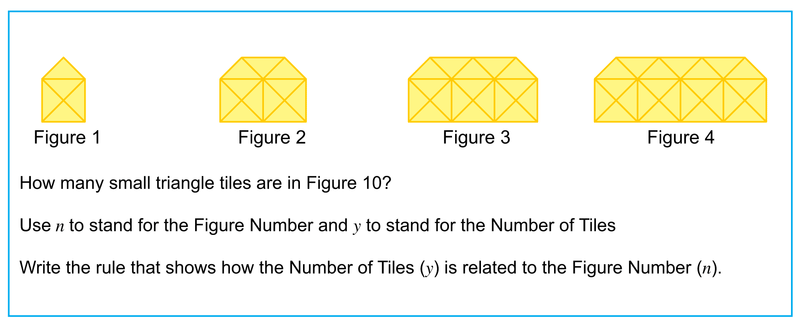 Figure 1 Figure 2 Figure 3 Figure 4
How many small triangle tiles are in Figure 10?
Use n to stand for the Figure Number and y to stand for the Number of Tiles
Write the rule that shows how the Number of Tiles (y) is related to the Figure Number (n).